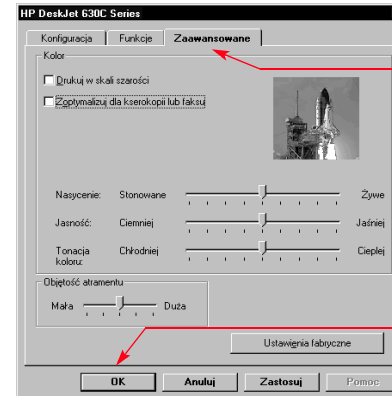 HP DeskJet 630C Series
Konfiguracja Funkcje Zaawansowane
Kolor
Drukuj w skali szarości
Zoptymalizuj dla kserokopii lub faksu
Nasycenie: Stonowane Żywe
Jasność: Ciemniej Jaśniej
Tonacja koloru: Chłodniej Cieplej
Objętość atramentu
Mała Duża
Ustawienia fabryczne
OK Anuluj Zastosuj Pomoc